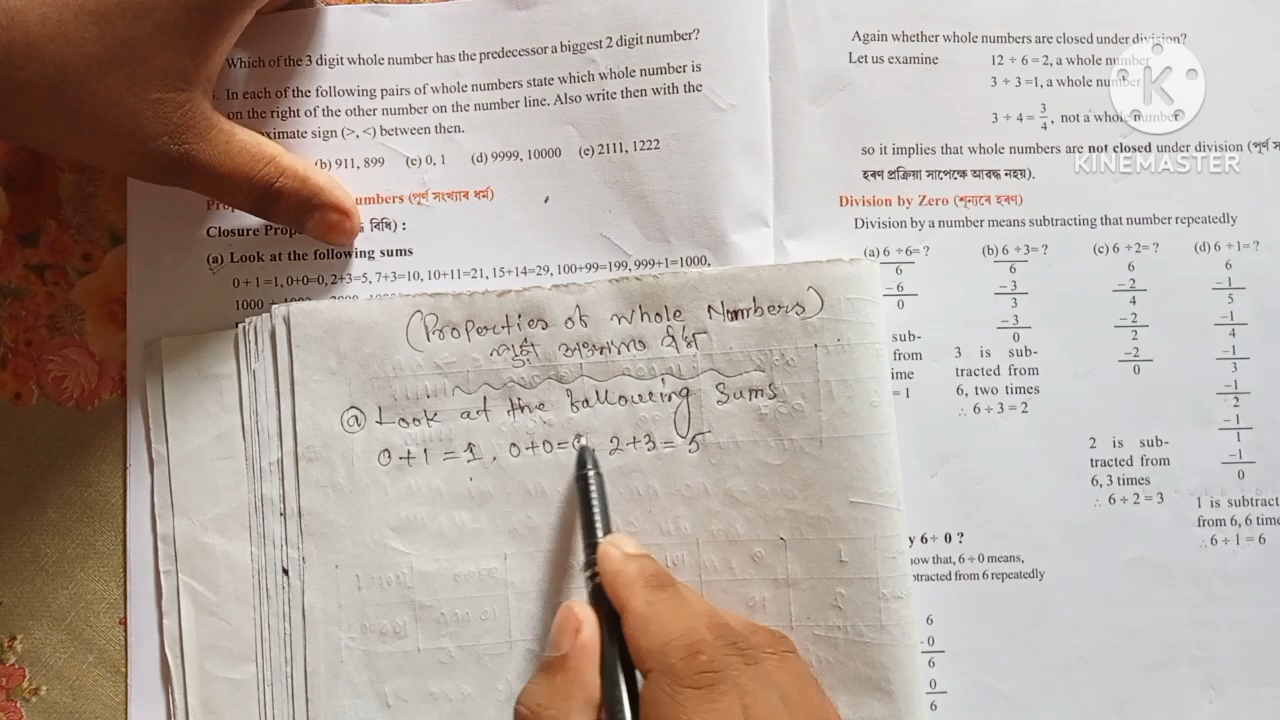 Which of the 3 digit whole number has the predecessor a biggest 2 digit number?
In each of the following pairs of whole numbers state which whole number is
on the right of the other number on the number line. Also write then with the
ximate sign (>, <) between then.
(b) 911, 899 (c) 0, 1 (d) 9999, 10000 (e) 2111, 1222
umbers (পূৰ্ণ সংখ্যাৰ ধৰ্ম)
Closure Prop বিধি) :
(a) Look at the following sums
0 + 1 =1, 0+0=0, 2+3=5, 7+3=10, 10+11=21, 15+14=29, 100+99=199, 999+1=1000,
1000 +
(Properties of whole Numbers)
(a) Look at the following sums
0+1=1, 0+0=0, 2+3=5
Again whether whole numbers are closed under division?
Let us examine 12 ÷ 6 = 2, a whole number
3 ÷ 3 =1, a whole number
3 ÷ 4 = 3/4, not a whole number
so it implies that whole numbers are not closed under division (পূৰ্ণ স
হৰণ প্ৰক্ৰিয়া সাপেক্ষে আৱদ্ধ নহয়).
K
KINEMASTER
Division by Zero (শূন্যৰে হৰণ)
Division by a number means subtracting that number repeatedly
(a) 6 ÷6= ? (b) 6 ÷3= ? (c) 6 ÷2= ? (d) 6 ÷1= ?
6 6 6 6
-6 -3 -2 -1
0 3 4 5
-3 -2 -1
0 2 4
-2 -1
0 3
-1
2
-1
1
-1
0
sub-
from
ime
= 1
3 is sub-
tracted from
6, two times
∴ 6 ÷ 3 = 2
2 is sub-
tracted from
6, 3 times
∴ 6 ÷ 2 = 3
1 is subtract
from 6, 6 time
∴ 6 ÷ 1 = 6
y 6÷ 0 ?
now that, 6 ÷ 0 means,
otracted from 6 repeatedly
6
-0
6
0
6